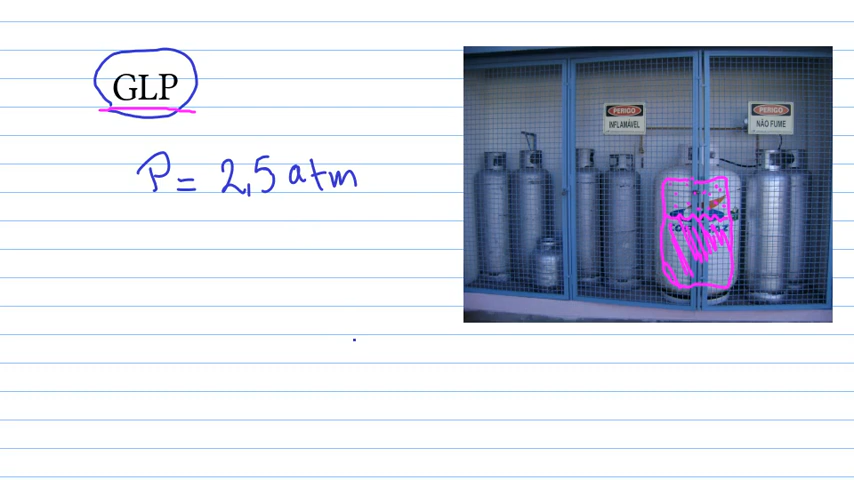 GLP
P = 2,5 atm
PERIGO
INFLAMÁVEL
PERIGO
NÃO FUME